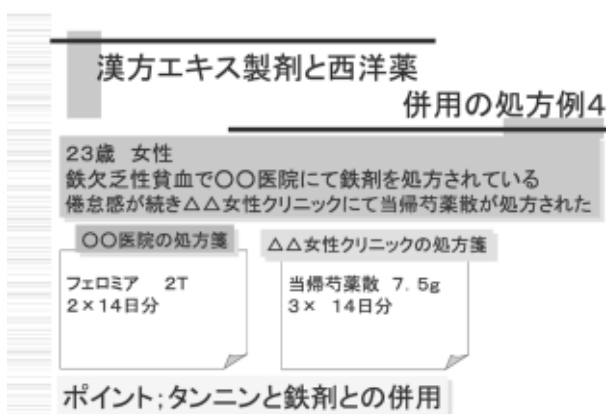 漢方エキス製剤と西洋薬
併用の処方例4
23歳 女性
鉄欠乏性貧血で〇〇医院にて鉄剤を処方されている
倦怠感が続き△△女性クリニックにて当帰芍薬散が処方された
〇〇医院の処方箋
フェロミア 2T
2×14日分
△△女性クリニックの処方箋
当帰芍薬散 7.5g
3× 14日分
ポイント;タンニンと鉄剤との併用